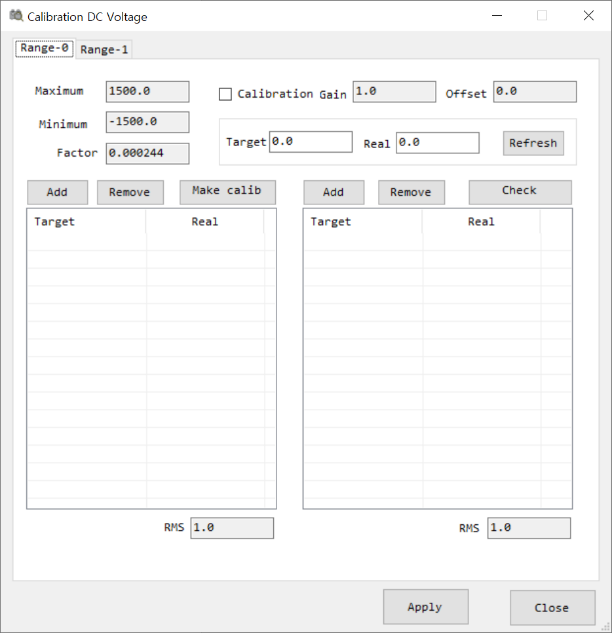 Calibration DC Voltage
Range-0 Range-1
Maximum 1500.0 Calibration Gain 1.0 Offset 0.0
Minimum -1500.0
Target 0.0 Real 0.0 Refresh
Factor 0.000244
Add Remove Make calib Add Remove Check
Target Real Target Real
RMS 1.0 RMS 1.0
Apply Close